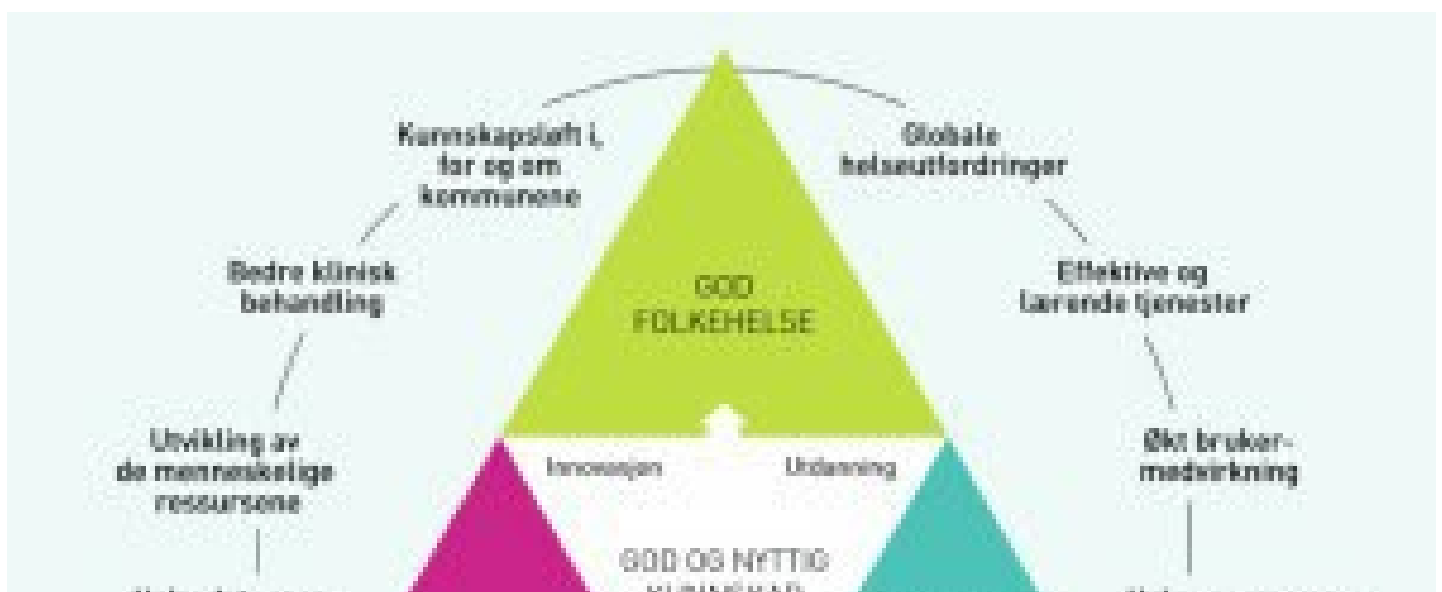 Kunnskapsløft i,
for og om
kommunene
Globale
helseutfordringer
Bedre klinisk
behandling
GOD
FOLKEHELSE
Effektive og
lærende tjenester
Utvikling av
de menneskelige
ressursene
Innovasjon
Utdanning
Økt bruker-
medvirkning
GOD OG NYTTIG
KUNNSKAP